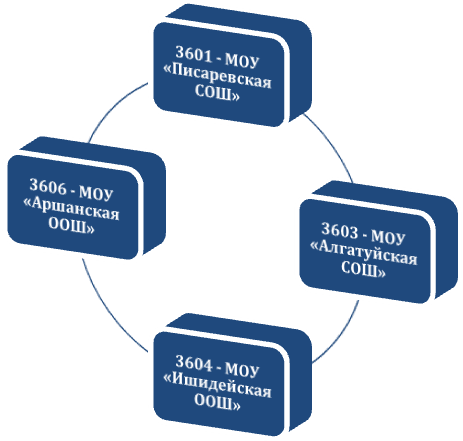 3601 - МОУ
«Писаревская
СОШ»
3606 - МОУ
«Аршанская
ООШ»
3603 - МОУ
«Алгатуйская
СОШ»
3604 - МОУ
«Ишидейская
ООШ»